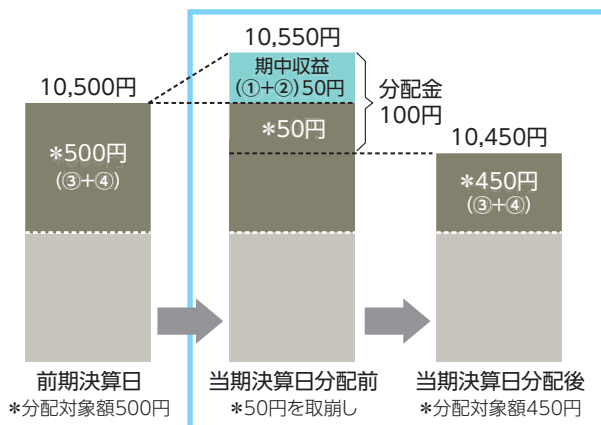 10,500円
*500円
(③+④)
前期決算日
*分配対象額500円
10,550円
期中収益
(①+②)50円
*50円
分配金
100円
当期決算日分配前
*50円を取崩し
10,450円
*450円
(③+④)
当期決算日分配後
*分配対象額450円